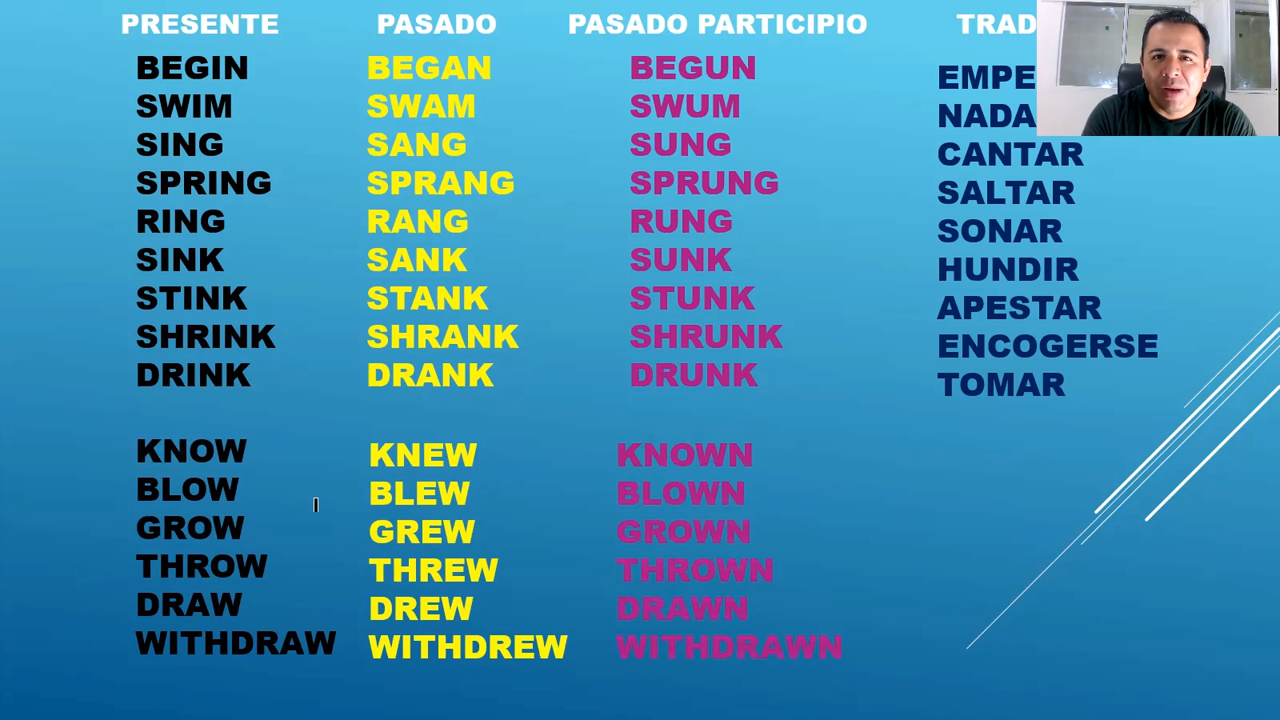 PRESENTE PASADO PASADO PARTICIPIO
BEGIN BEGAN BEGUN
SWIM SWAM SWUM
SING SANG SUNG CANTAR
SPRING SPRANG SPRUNG SALTAR
RING RANG RUNG SONAR
SINK SANK SUNK HUNDIR
STINK STANK STUNK APESTAR
SHRINK SHRANK SHRUNK ENCOGERSE
DRINK DRANK DRUNK TOMAR
KNOW KNEW KNOWN
BLOW BLEW BLOWN
GROW GREW GROWN
THROW THREW THROWN
DRAW DREW DRAWN
WITHDRAW WITHDREW WITHDRAWN